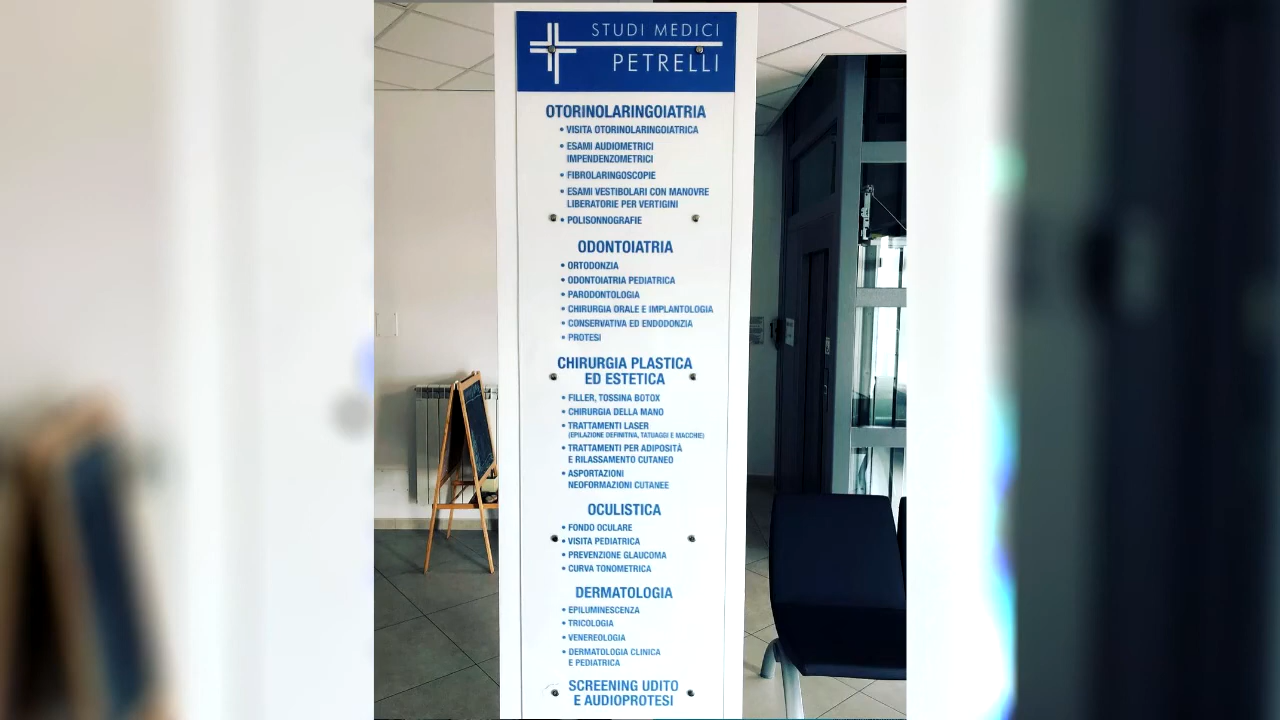 STUDI MEDICI
PETRELLI
OTORINOLARINGOIATRIA
• VISITA OTORINOLARINGOIATRICA
• ESAMI AUDIOMETRICI
IMPENDENZOMETRICI
• FIBROLARINGOSCOPIE
• ESAMI VESTIBOLARI CON MANOVRE
LIBERATORIE PER VERTIGINI
• POLISONNOGRAFIE
ODONTOIATRIA
• ORTODONZIA
• ODONTOIATRIA PEDIATRICA
• PARODONTOLOGIA
• CHIRURGIA ORALE E IMPLANTOLOGIA
• CONSERVATIVA ED ENDODONZIA
• PROTESI
CHIRURGIA PLASTICA
ED ESTETICA
• FILLER, TOSSINA BOTOX
• CHIRURGIA DELLA MANO
• TRATTAMENTI LASER
(EPILAZIONE DEFINITIVA, TATUAGGI E MACCHIE)
• TRATTAMENTI PER ADIPOSITÀ
E RILASSAMENTO CUTANEO
• ASPORTAZIONI
NEOFORMAZIONI CUTANEE
OCULISTICA
• FONDO OCULARE
• VISITA PEDIATRICA
• PREVENZIONE GLAUCOMA
• CURVA TONOMETRICA
DERMATOLOGIA
• EPILUMINESCENZA
• TRICOLOGIA
• VENEREOLOGIA
• DERMATOLOGIA CLINICA
E PEDIATRICA
SCREENING UDITO
E AUDIOPROTESI